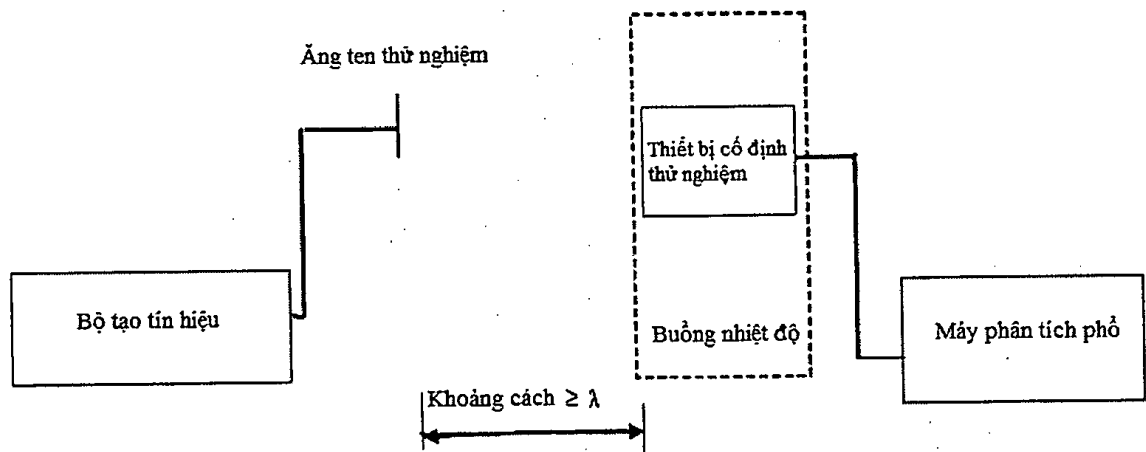 Ăng ten thử nghiệm
Thiết bị cố định
thử nghiệm
Bộ tạo tín hiệu
Buồng nhiệt độ
Máy phân tích phổ
Khoảng cách ≥ λ